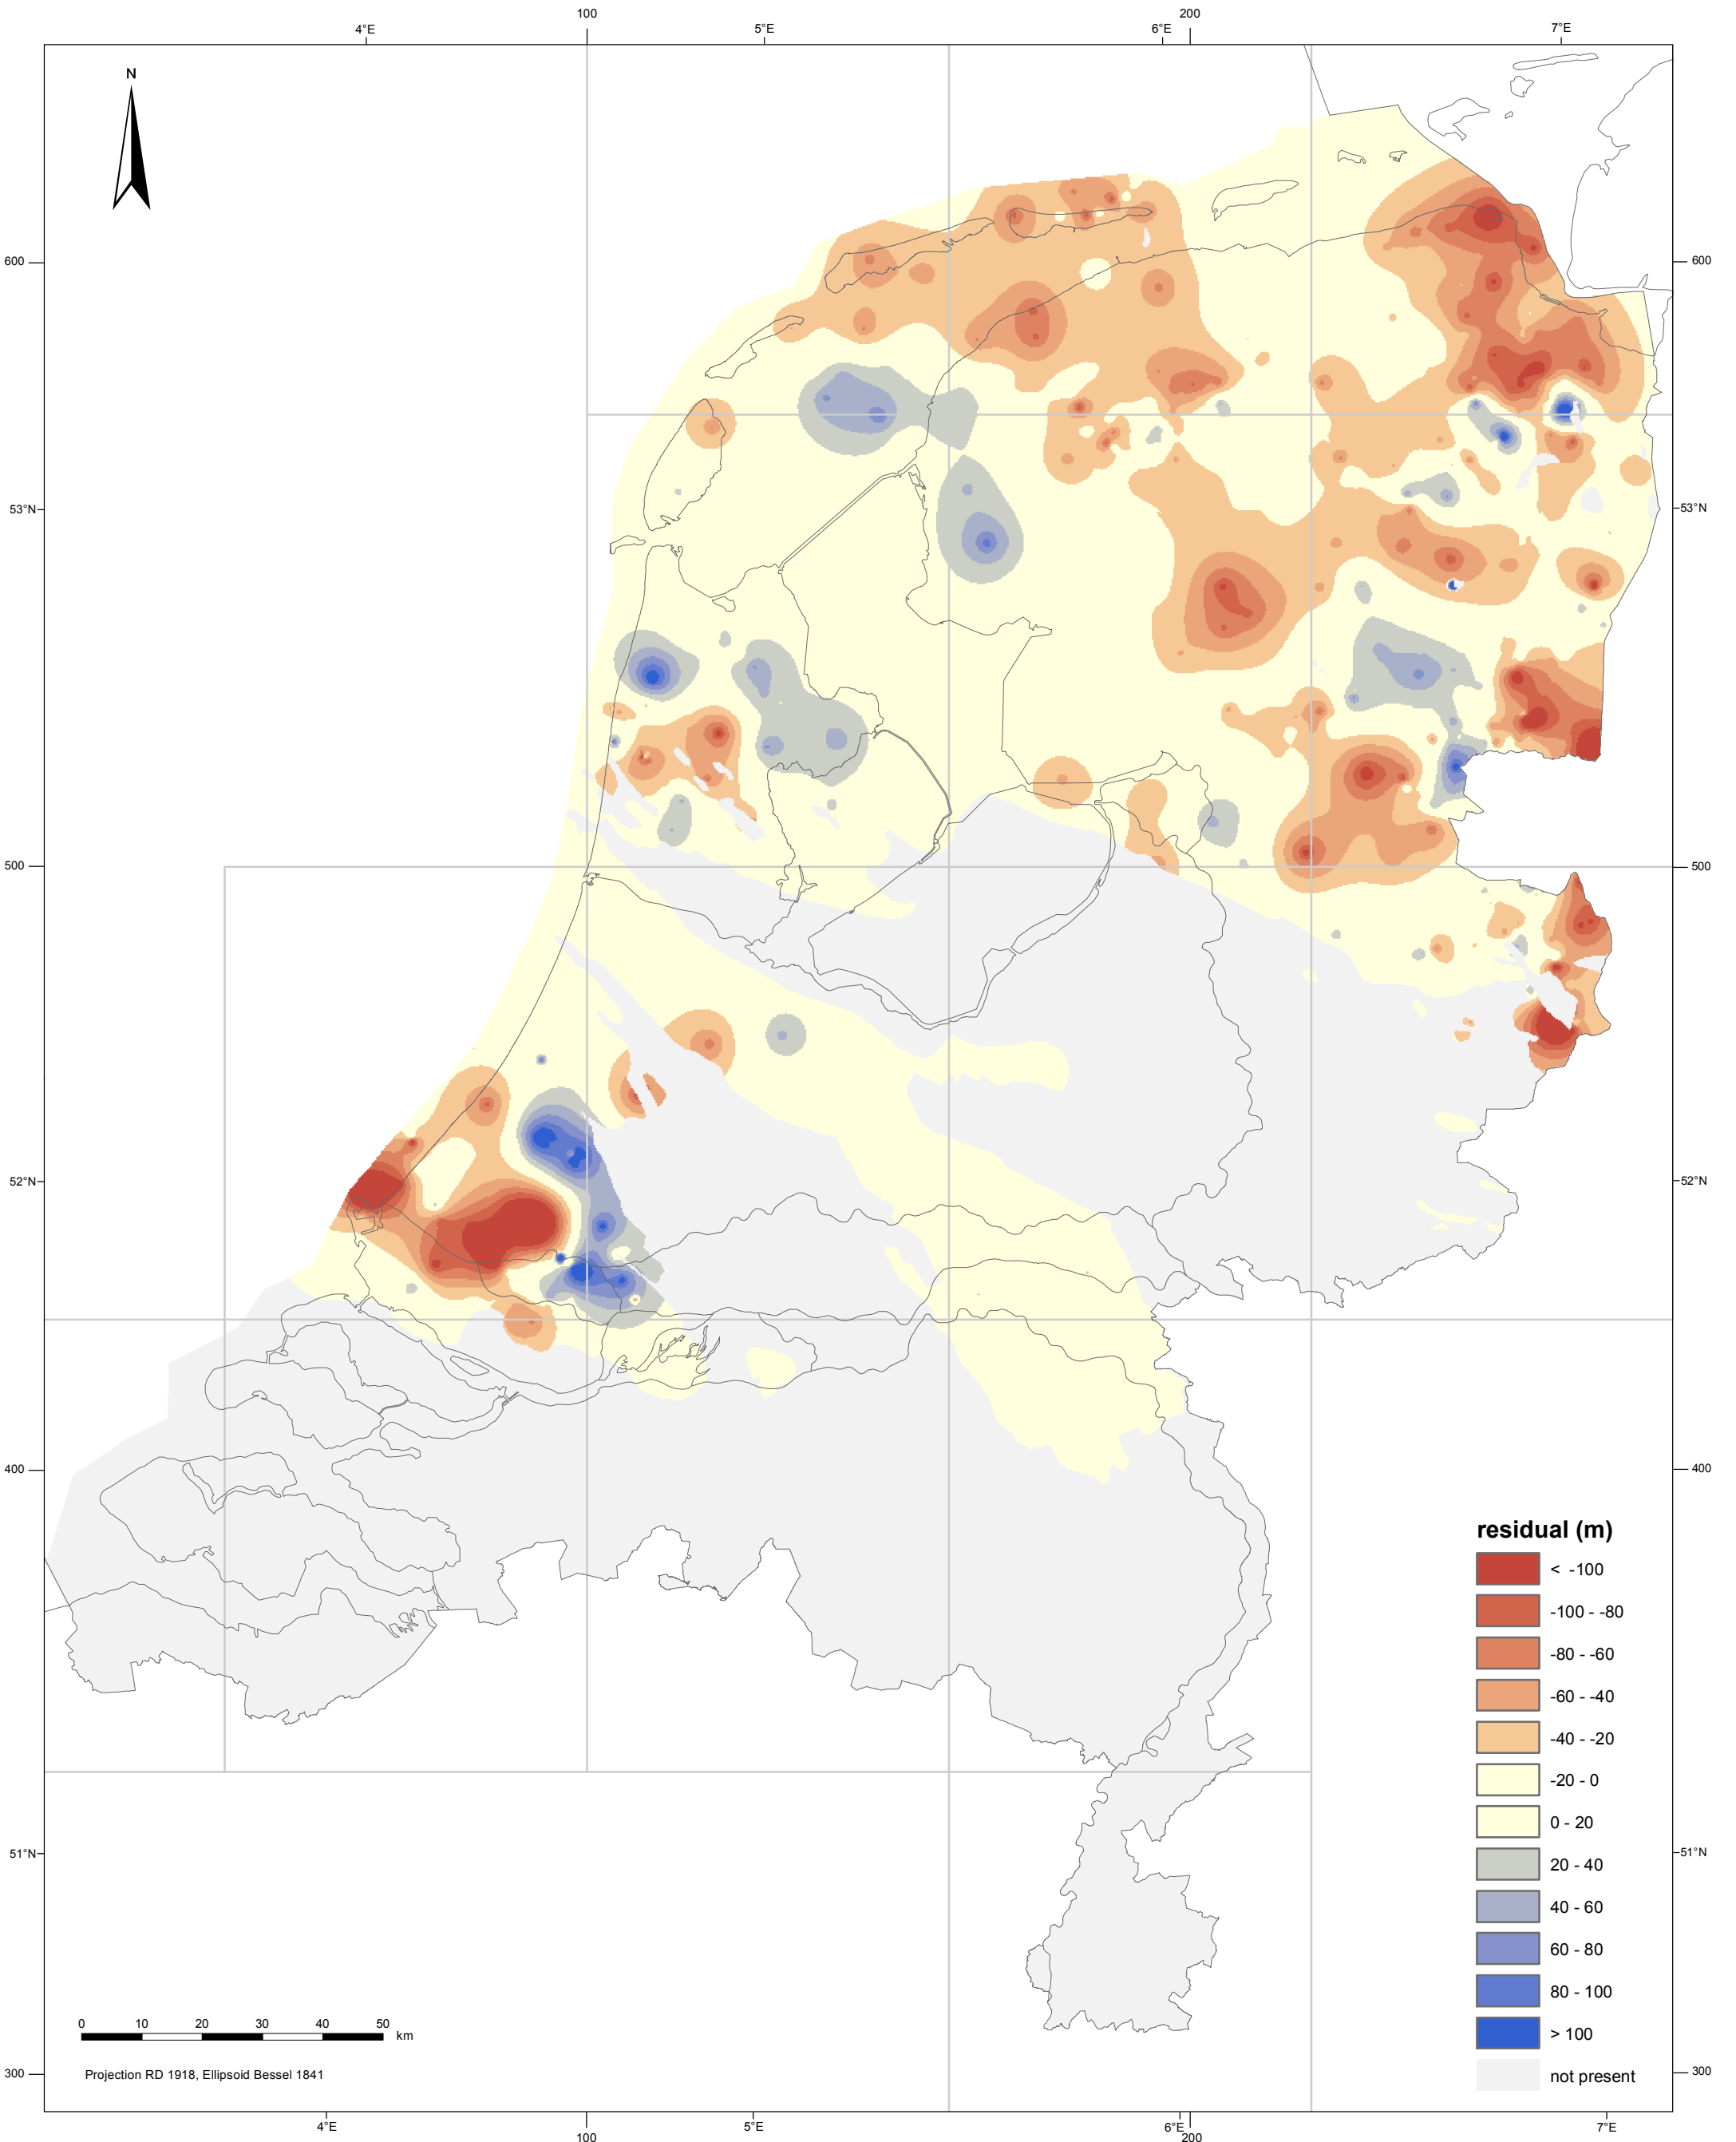 100 200
4°E 5°E 6°E 7°E
N
600 600
53°N 53°N
500 500
52°N 52°N
400 400
residual (m)
< -100
-100 - -80
-80 - -60
-60 - -40
-40 - -20
-20 - 0
0 - 20
51°N 51°N
20 - 40
40 - 60
60 - 80
80 - 100
0 10 20 30 40 50 km
> 100
Projection RD 1918, Ellipsoid Bessel 1841
300 not present 300
4°E 5°E 6°E 7°E
100 200